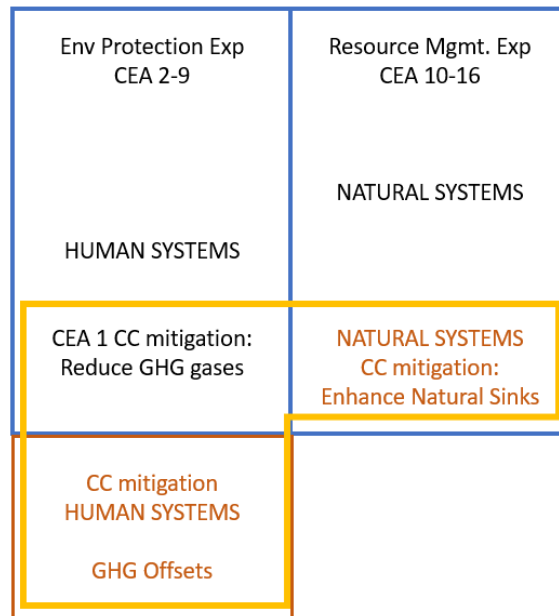 Env Protection Exp
CEA 2-9
Resource Mgmt. Exp
CEA 10-16
NATURAL SYSTEMS
HUMAN SYSTEMS
CEA 1 CC mitigation:
Reduce GHG gases
NATURAL SYSTEMS
CC mitigation:
Enhance Natural Sinks
CC mitigation
HUMAN SYSTEMS
GHG Offsets